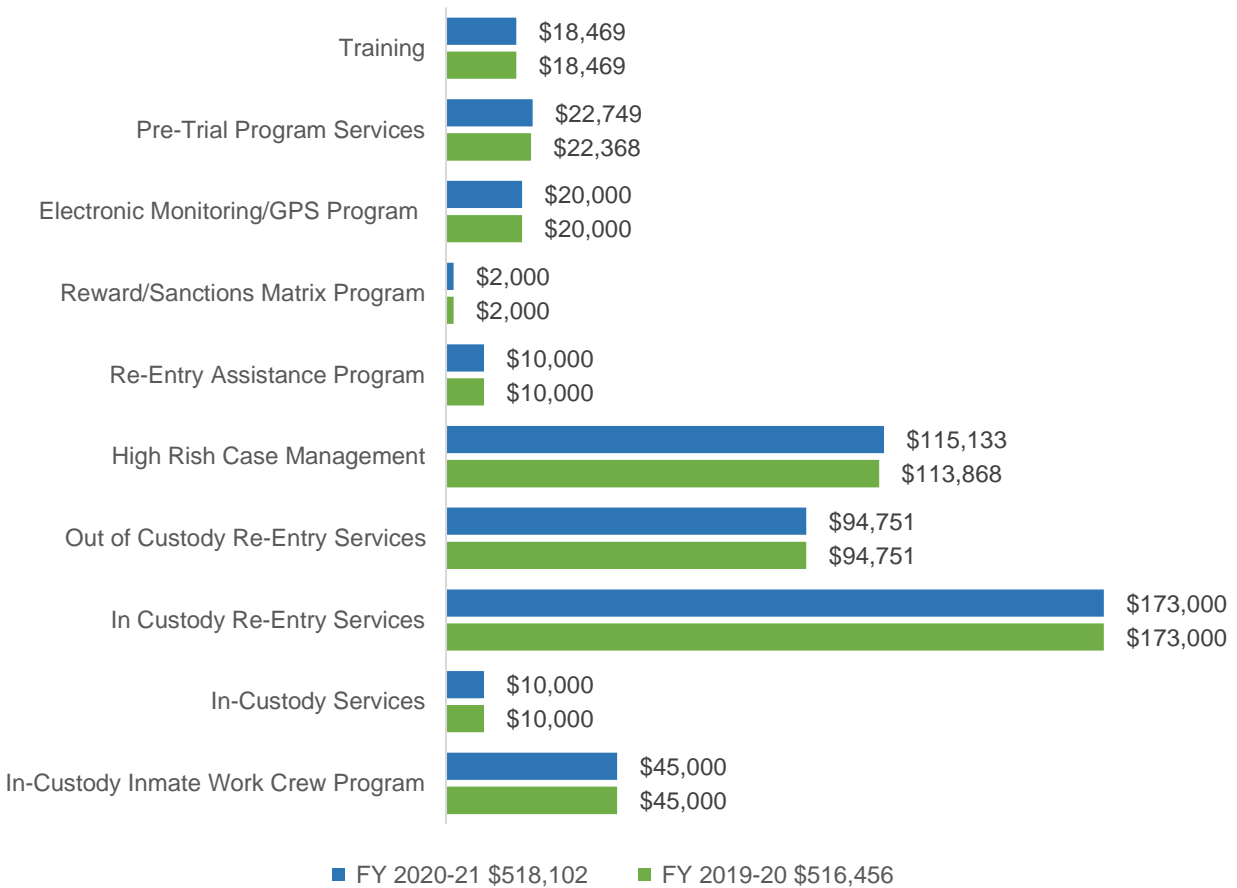 Training
$18,469
$18,469
Pre-Trial Program Services
$22,749
$22,368
Electronic Monitoring/GPS Program
$20,000
$20,000
Reward/Sanctions Matrix Program
$2,000
$2,000
Re-Entry Assistance Program
$10,000
$10,000
High Rish Case Management
$115,133
$113,868
Out of Custody Re-Entry Services
$94,751
$94,751
In Custody Re-Entry Services
$173,000
$173,000
In-Custody Services
$10,000
$10,000
In-Custody Inmate Work Crew Program
$45,000
$45,000
FY 2020-21 $518,102 FY 2019-20 $516,456